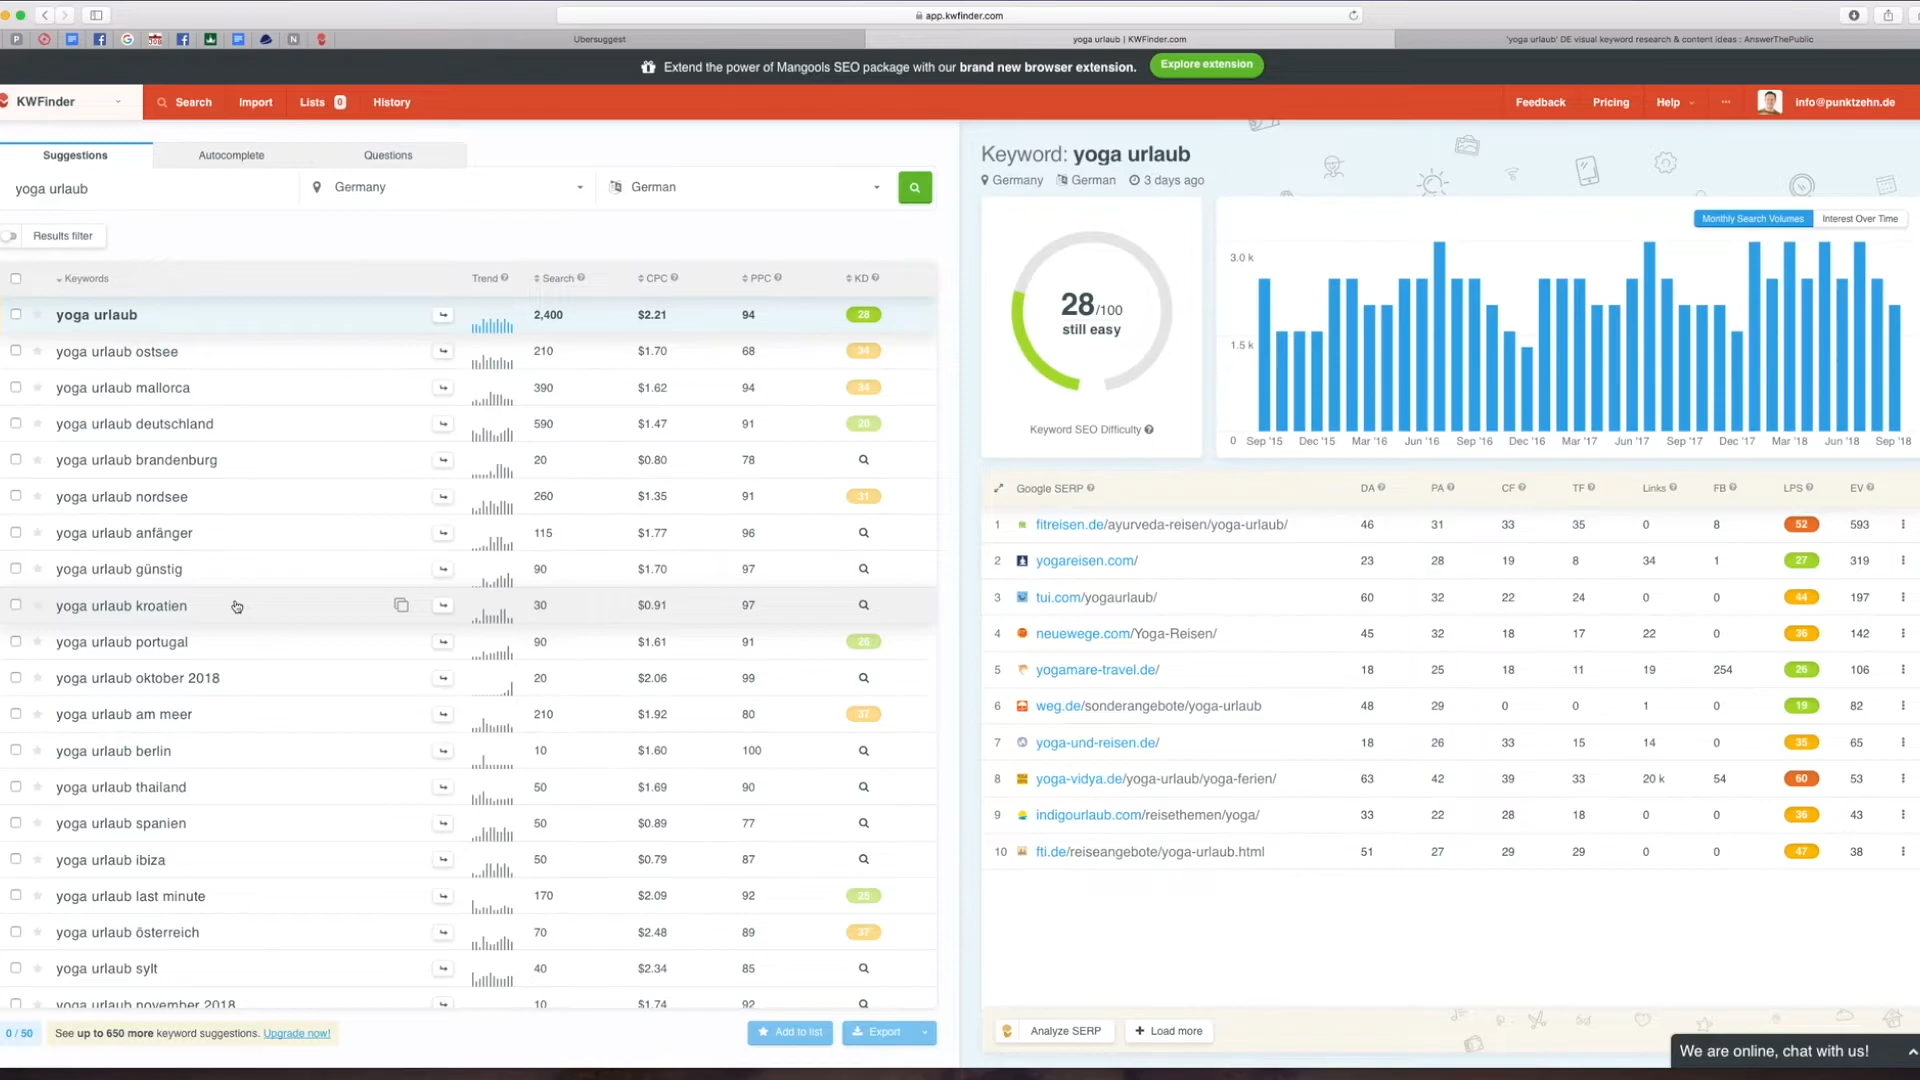 app.kwfinder.com
Ubersuggest
yoga urlaub | KWFinder.com
'yoga urlaub' DE visual keyword research & content ideas : AnswerThePublic
Extend the power of Mangools SEO package with our brand new browser extension. Explore extension
KWFinder Search Import Lists 0 History Feedback Pricing Help info@punktzehn.de
Suggestions Autocomplete Questions
yoga urlaub Germany German
Results filter
Keywords Trend Search CPC PPC KD
yoga urlaub 2,400 $2.21 94 28
yoga urlaub ostsee 210 $1.70 68 34
yoga urlaub mallorca 390 $1.62 94 34
yoga urlaub deutschland 590 $1.47 91 20
yoga urlaub brandenburg 20 $0.80 78
yoga urlaub nordsee 260 $1.35 91 31
yoga urlaub anfänger 115 $1.77 96
yoga urlaub günstig 90 $1.70 97
yoga urlaub kroatien 30 $0.91 97
yoga urlaub portugal 90 $1.61 91 26
yoga urlaub oktober 2018 20 $2.06 99
yoga urlaub am meer 210 $1.92 80 37
yoga urlaub berlin 10 $1.60 100
yoga urlaub thailand 50 $1.69 90
yoga urlaub spanien 50 $0.89 77
yoga urlaub ibiza 50 $0.79 87
yoga urlaub last minute 170 $2.09 92 25
yoga urlaub österreich 70 $2.48 89 37
yoga urlaub sylt 40 $2.34 85
yoga urlaub november 2018 10 $1.74 92
0 / 50 See up to 650 more keyword suggestions. Upgrade now! Add to list Export
Keyword: yoga urlaub
Germany German 3 days ago
28/100
still easy
Keyword SEO Difficulty
Monthly Search Volumes Interest Over Time
3.0 k
1.5 k
0 Sep '15 Dec '15 Mar '16 Jun '16 Sep '16 Dec '16 Mar '17 Jun '17 Sep '17 Dec '17 Mar '18 Jun '18 Sep '18
Google SERP DA PA CF TF Links FB LPS EV
1 fitreisen.de/ayurveda-reisen/yoga-urlaub/ 46 31 33 35 0 8 52 593
2 yogareisen.com/ 23 28 19 8 34 1 27 319
3 tui.com/yogaurlaub/ 60 32 22 24 0 0 44 197
4 neuewege.com/Yoga-Reisen/ 45 32 18 17 22 0 36 142
5 yogamare-travel.de/ 18 25 18 11 19 254 26 106
6 weg.de/sonderangebote/yoga-urlaub 48 29 0 0 1 0 19 82
7 yoga-und-reisen.de/ 18 26 33 15 14 0 35 65
8 yoga-vidya.de/yoga-urlaub/yoga-ferien/ 63 42 39 33 20 k 54 60 53
9 indigourlaub.com/reisethemen/yoga/ 33 22 28 18 0 0 36 43
10 fti.de/reiseangebote/yoga-urlaub.html 51 27 29 29 0 0 47 38
Analyze SERP Load more
We are online, chat with us!